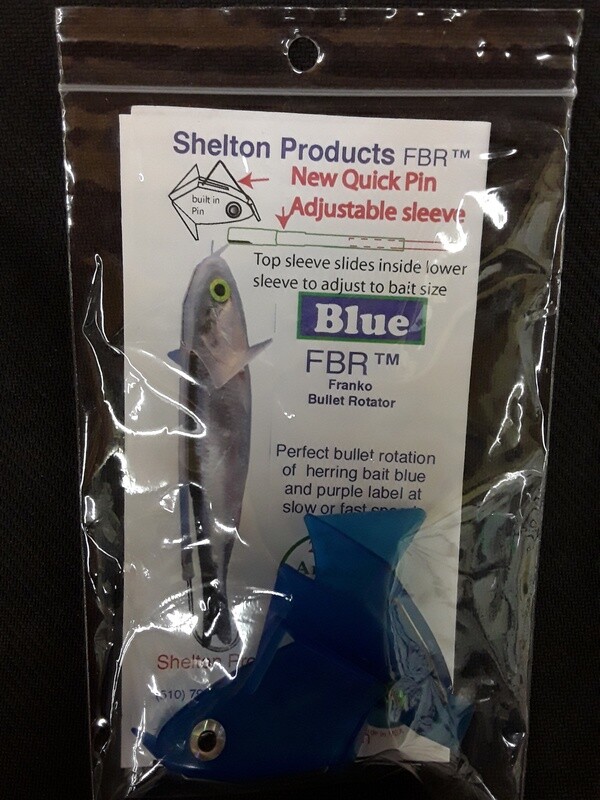 Shelton Products FBR™
New Quick Pin
built in
Pin
Adjustable sleeve
Top sleeve slides inside lower
sleeve to adjust to bait size
Blue
FBR™
Franko
Bullet Rotator
Perfect bullet rotation
of herring bait blue
and purple label at
slow or fast
Shelton
(510)